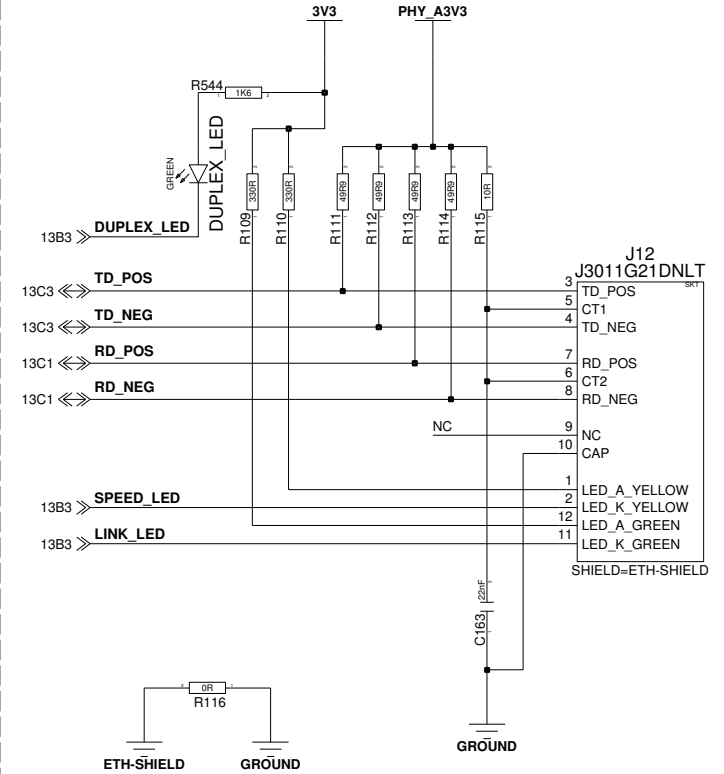 3V3
PHY_A3V3
R544
1K6
GREEN
DUPLEX_LED
330R
330R
49R9
49R9
49R9
49R9
10R
R109
R110
R111
R112
R113
R114
R115
13B3
DUPLEX_LED
J12
J3011G21DNLT
SKT
13C3
TD_POS
3
TD_POS
5
CT1
13C3
TD_NEG
4
TD_NEG
13C1
RD_POS
7
RD_POS
6
CT2
13C1
RD_NEG
8
RD_NEG
NC
9
NC
10
CAP
1
LED_A_YELLOW
13B3
SPEED_LED
2
LED_K_YELLOW
12
LED_A_GREEN
13B3
LINK_LED
11
LED_K_GREEN
SHIELD=ETH-SHIELD
22nF
C163
0R
R116
ETH-SHIELD
GROUND
GROUND